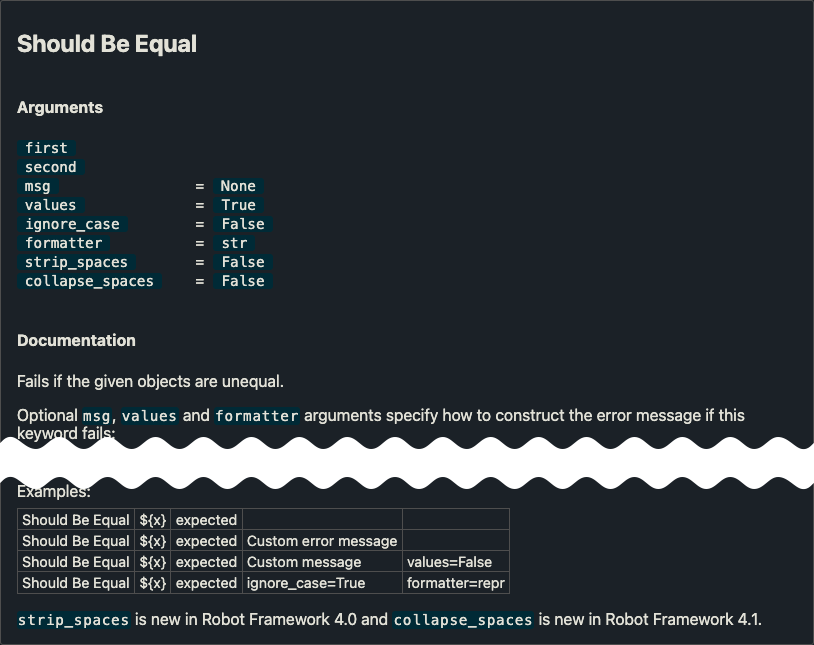 Should Be Equal
Arguments
first
second
msg = None
values = True
ignore_case = False
formatter = str
strip_spaces = False
collapse_spaces = False
Documentation
Fails if the given objects are unequal.
Optional msg, values and formatter arguments specify how to construct the error message if this
keyword fails:
Examples:
Should Be Equal ${x} expected
Should Be Equal ${x} expected Custom error message
Should Be Equal ${x} expected Custom message values=False
Should Be Equal ${x} expected ignore_case=True formatter=repr
strip_spaces is new in Robot Framework 4.0 and collapse_spaces is new in Robot Framework 4.1.